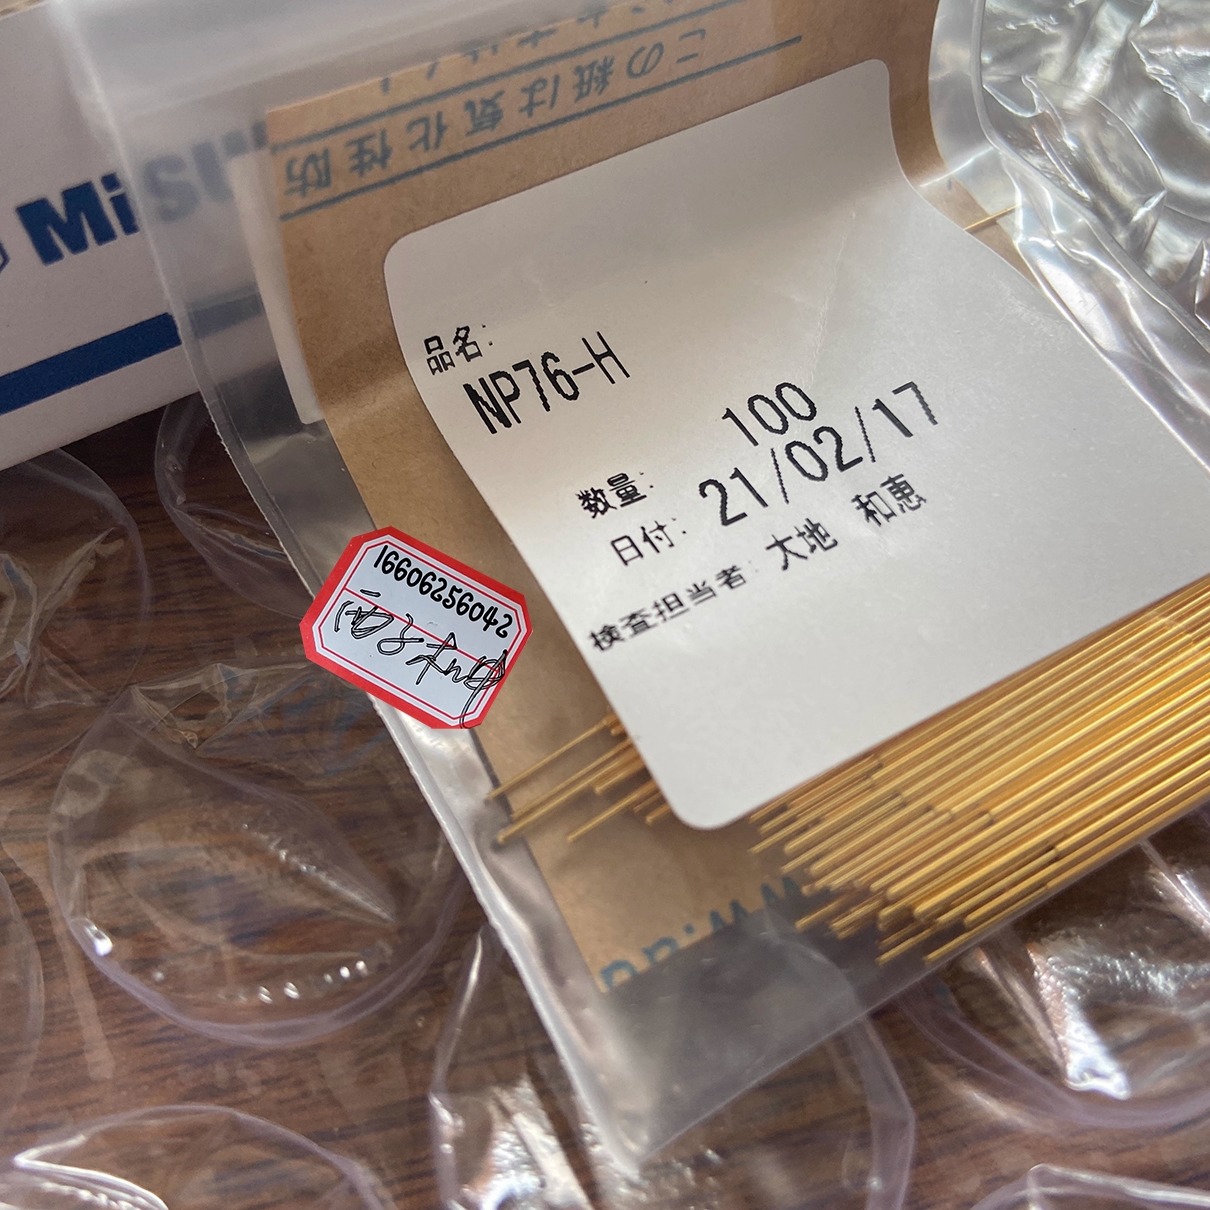 この紙は気化性防
MiSUM
品名:
NP76-H
数量: 100
日付: 21/02/17
検査担当者: 大地 和恵
16606256042